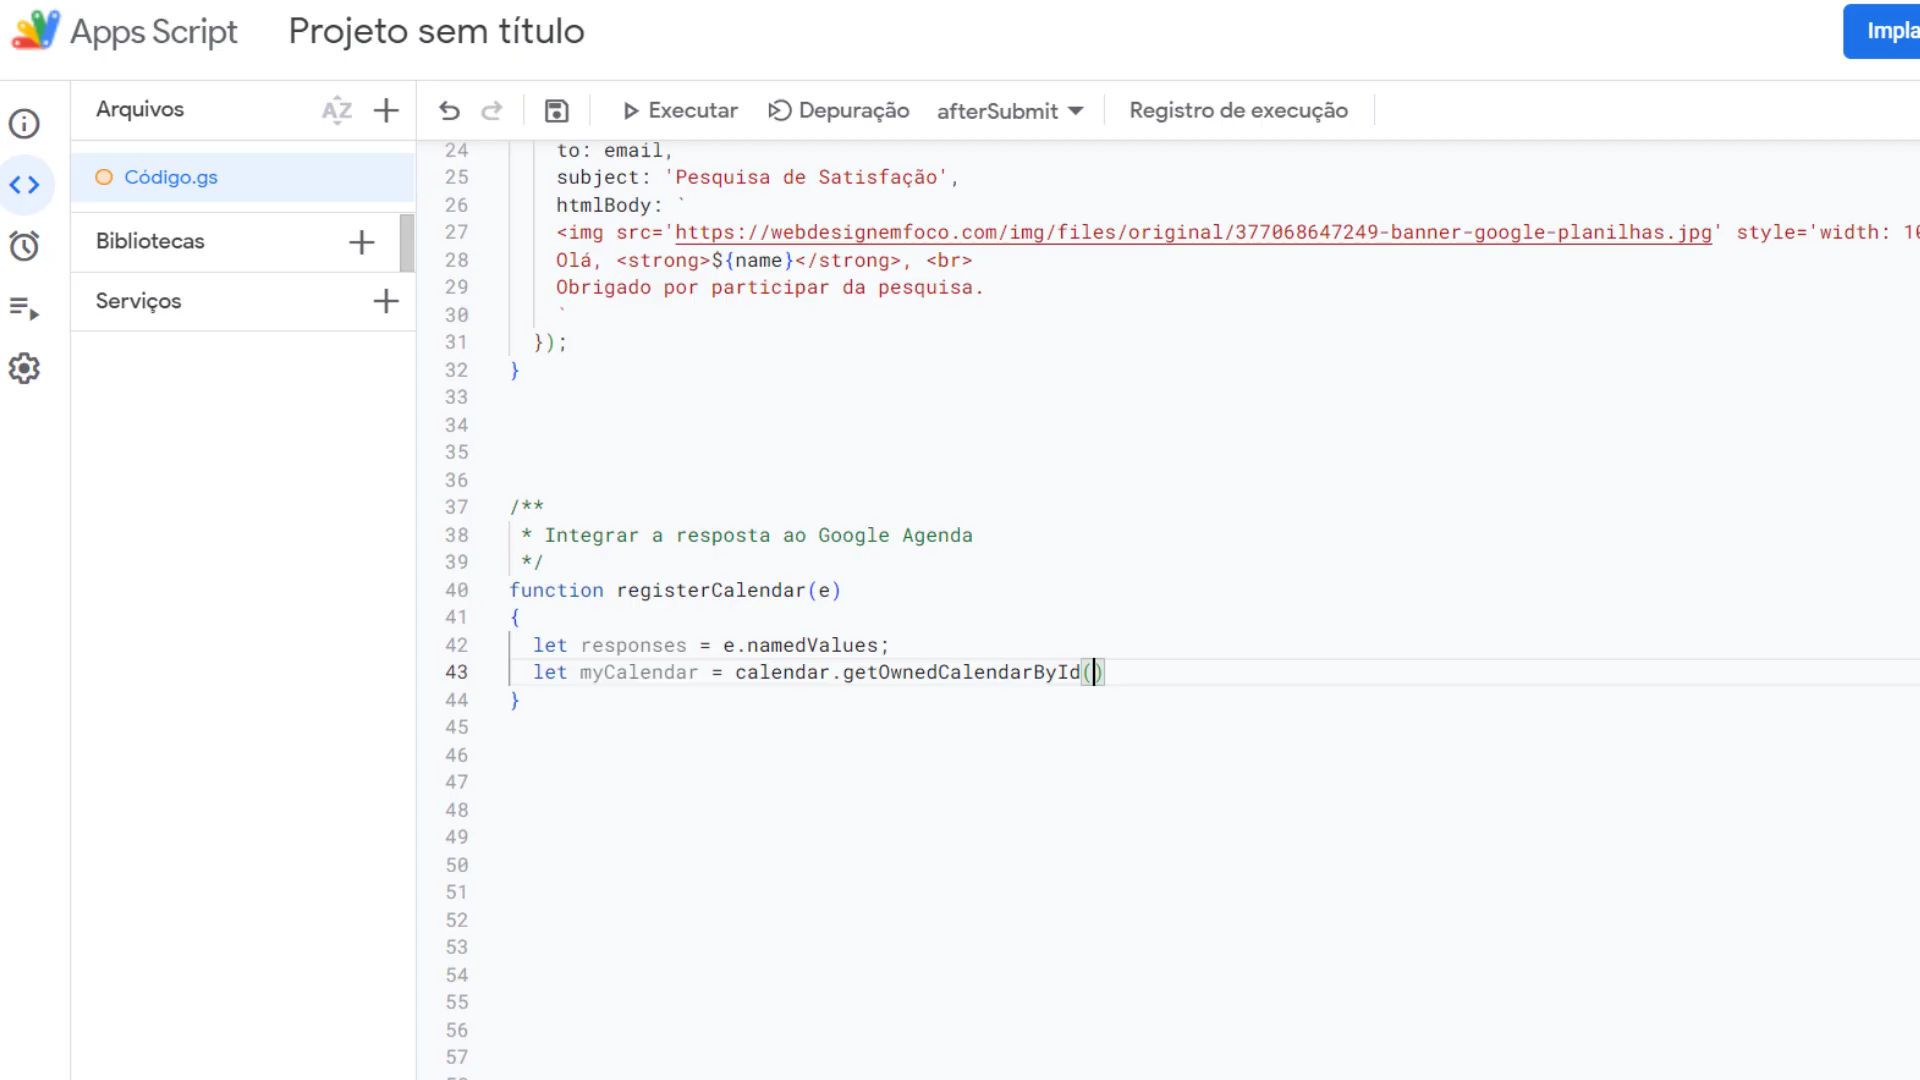 Apps Script Projeto sem título Impla
Arquivos AZ Executar Depuração afterSubmit Registro de execução
Código.gs
Bibliotecas
Serviços
24 to: email,
25 subject: 'Pesquisa de Satisfação',
26 htmlBody: `
27 <img src='https://webdesignemfoco.com/img/files/original/377068647249-banner-google-planilhas.jpg' style='width: 10
28 Olá, <strong>${name}</strong>, <br>
29 Obrigado por participar da pesquisa.
30 `
31 });
32 }
33
34
35
36
37 /**
38 * Integrar a resposta ao Google Agenda
39 */
40 function registerCalendar(e)
41 {
42 let responses = e.namedValues;
43 let myCalendar = calendar.getOwnedCalendarById()
44 }
45
46
47
48
49
50
51
52
53
54
55
56
57